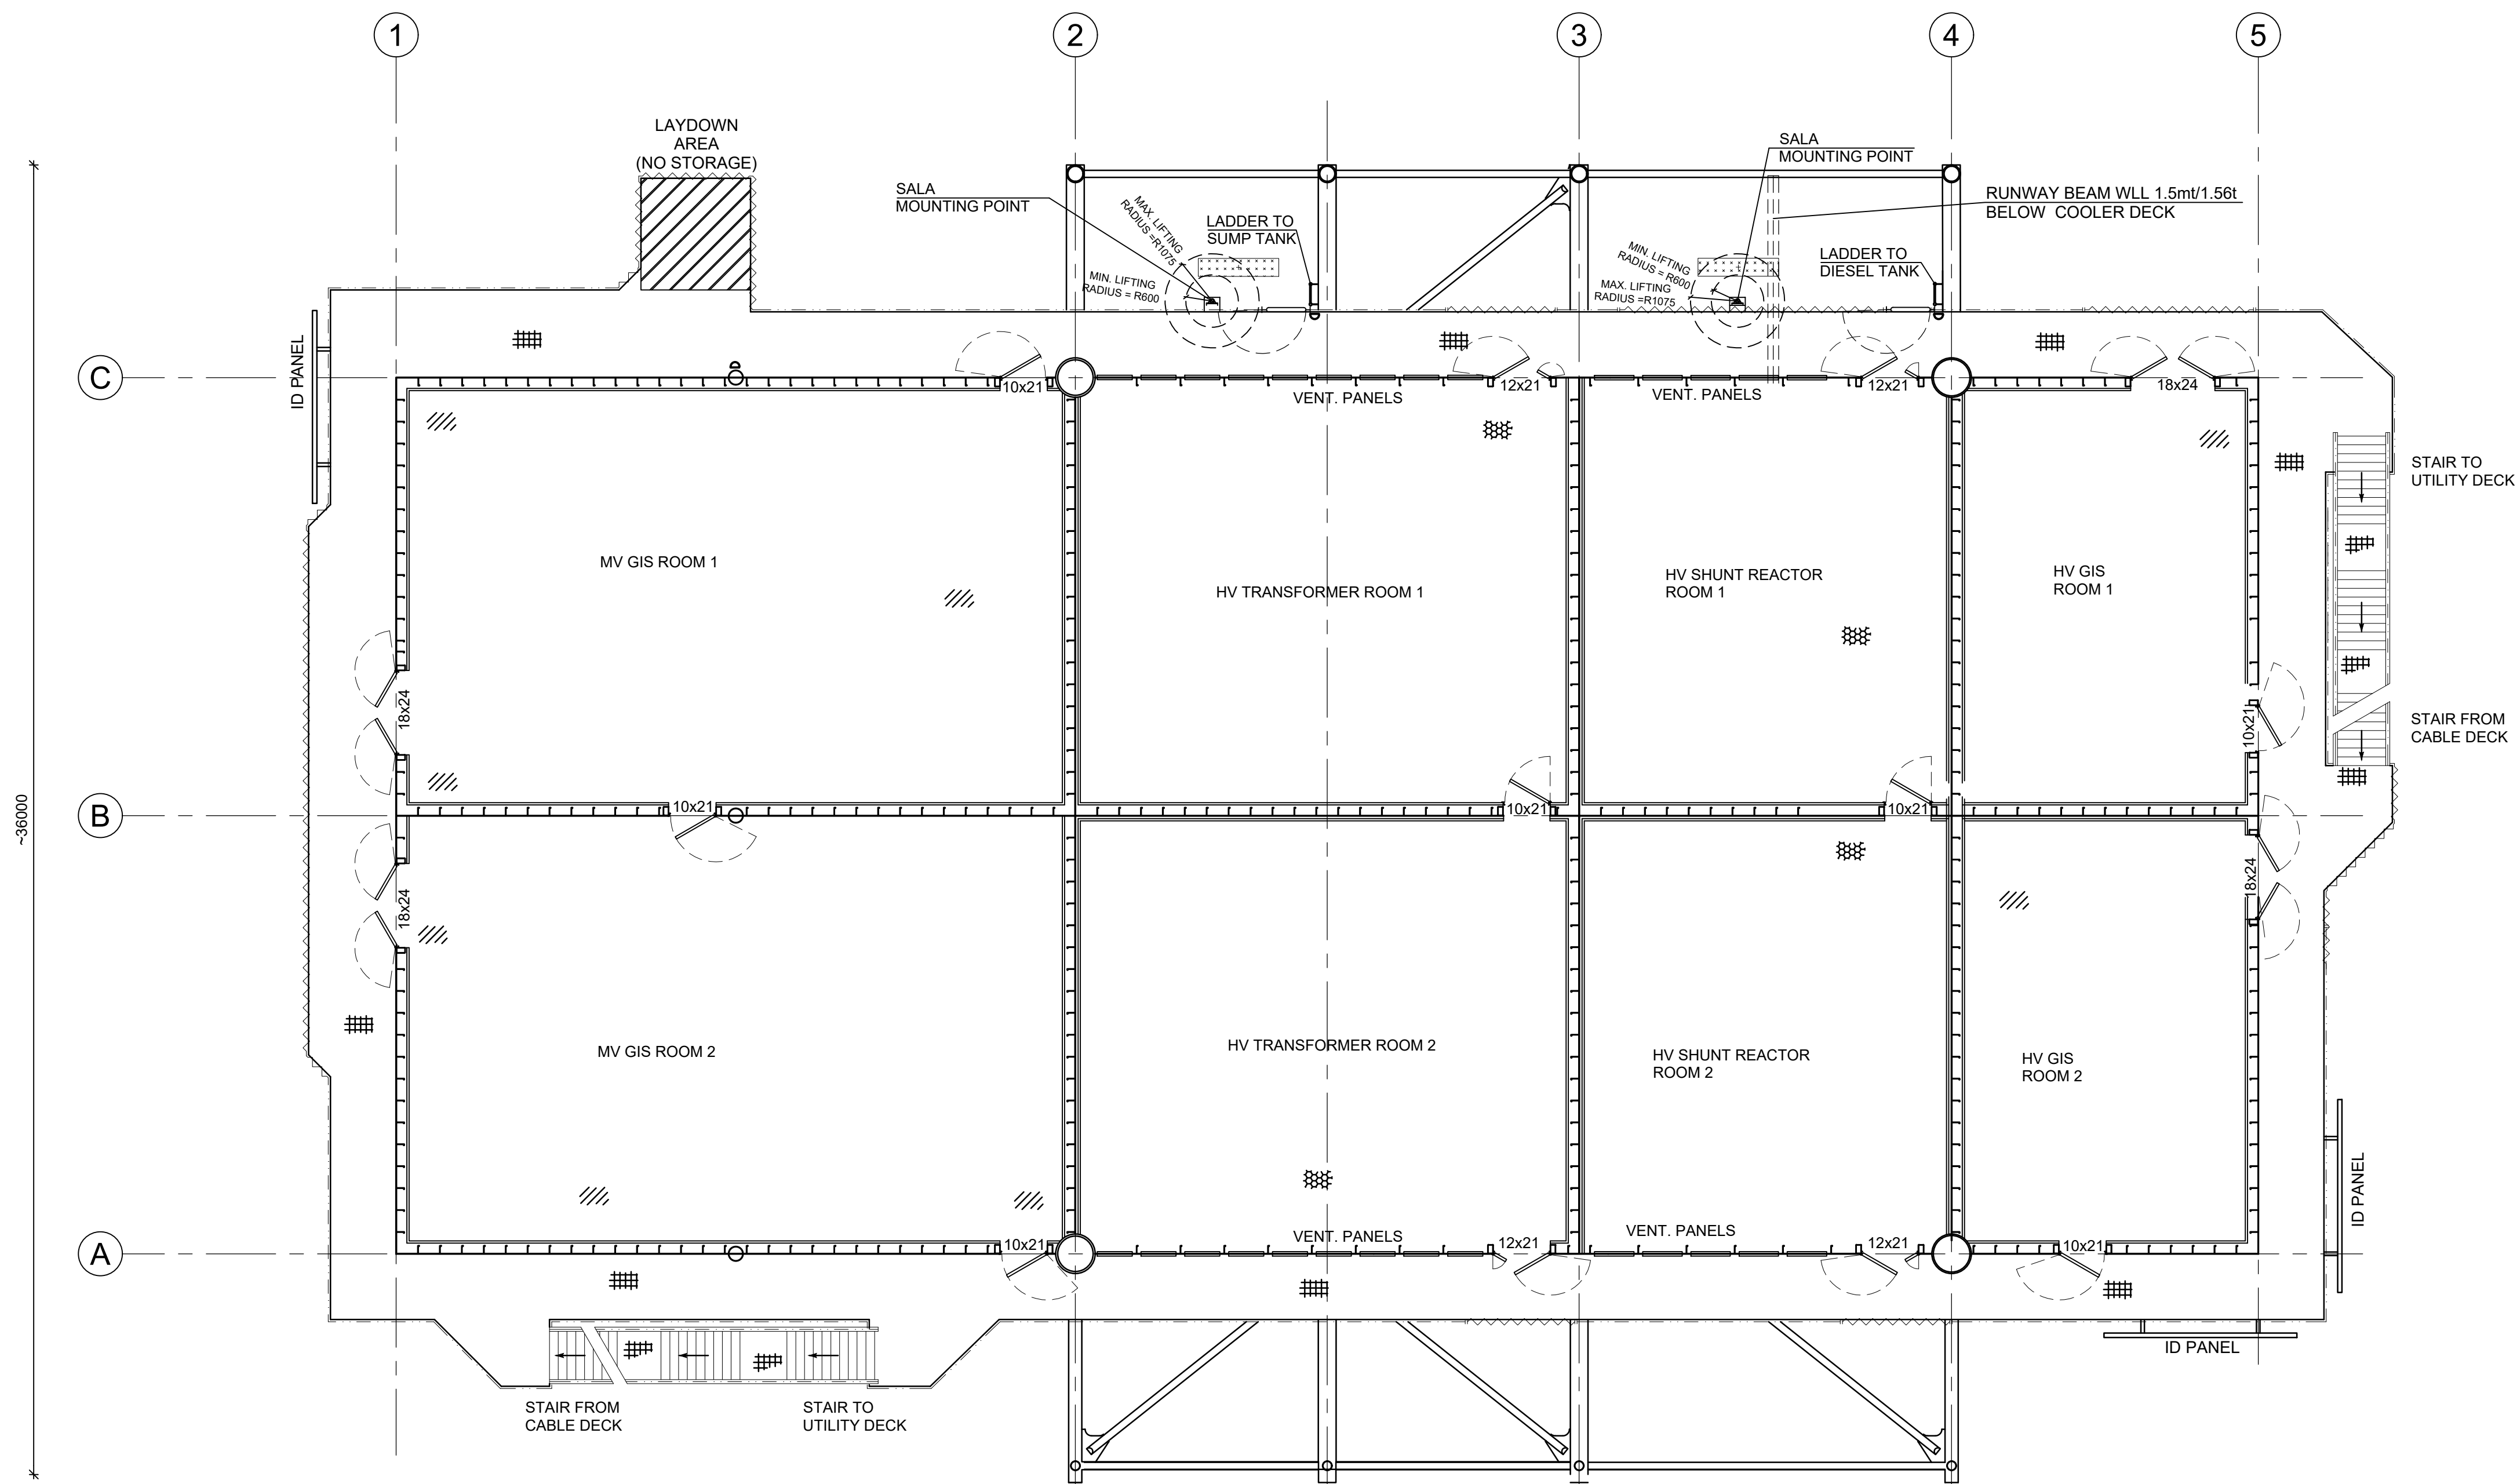 1
2
3
4
5
LAYDOWN
AREA
(NO STORAGE)
SALA
MOUNTING POINT
SALA
MOUNTING POINT
MAX. LIFTING
RADIUS =R1075
MIN. LIFTING
RADIUS = R600
LADDER TO
SUMP TANK
MIN. LIFTING
RADIUS = R600
MAX. LIFTING
RADIUS =R1075
RUNWAY BEAM WLL 1.5mt/1.56t
BELOW COOLER DECK
LADDER TO
DIESEL TANK
ID PANEL
C
10x21
VENT. PANELS
12x21
VENT. PANELS
12x21
18x24
STAIR TO
UTILITY DECK
MV GIS ROOM 1
HV TRANSFORMER ROOM 1
HV SHUNT REACTOR
ROOM 1
HV GIS
ROOM 1
18x24
10x21
STAIR FROM
CABLE DECK
~36000
B
10x21
10x21
10x21
18x24
18x24
MV GIS ROOM 2
HV TRANSFORMER ROOM 2
HV SHUNT REACTOR
ROOM 2
HV GIS
ROOM 2
ID PANEL
A
10x21
VENT. PANELS
12x21
VENT. PANELS
12x21
10x21
ID PANEL
STAIR FROM
CABLE DECK
STAIR TO
UTILITY DECK